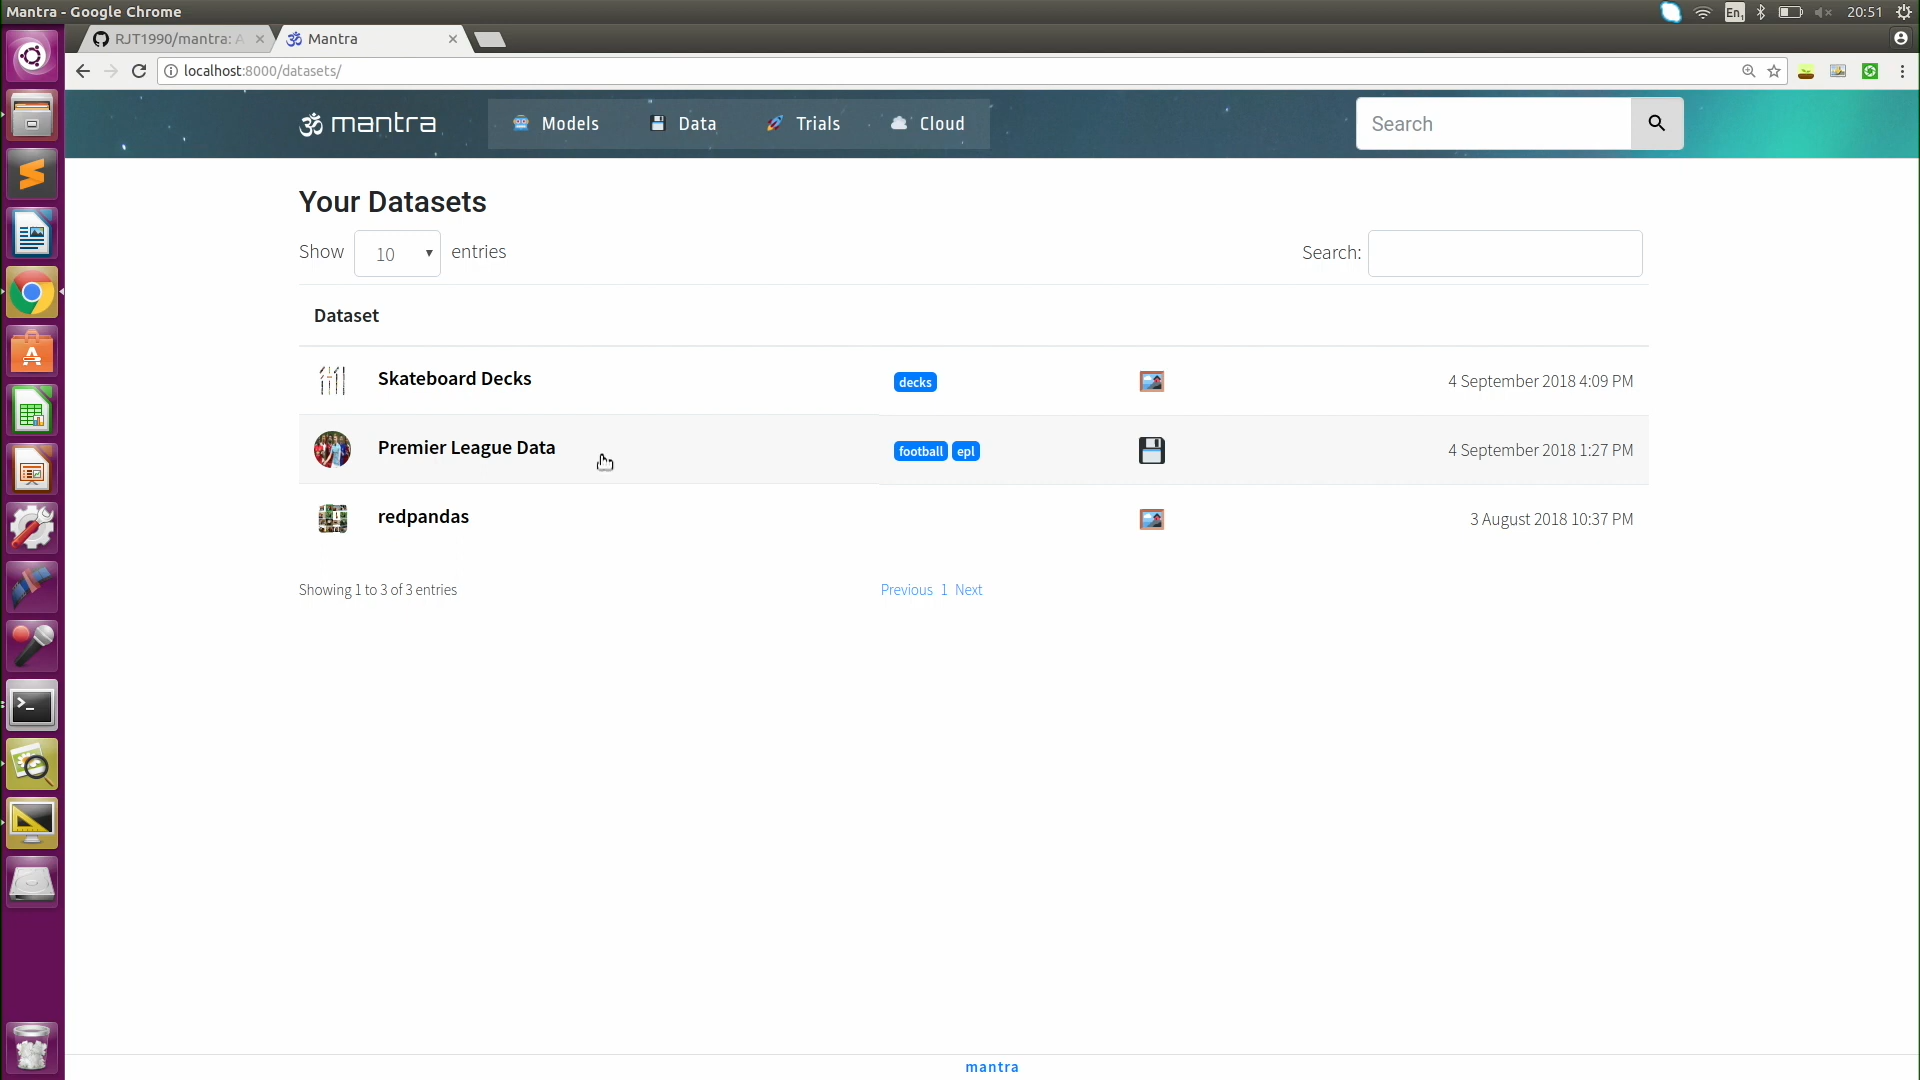 Mantra - Google Chrome
En1 20:51
RJT1990/mantra: A
Mantra
localhost:8000/datasets/
ॐ mantra Models Data Trials Cloud Search
Your Datasets
Show 10 entries Search:
Dataset
Skateboard Decks decks 4 September 2018 4:09 PM
Premier League Data football epl 4 September 2018 1:27 PM
redpandas 3 August 2018 10:37 PM
Showing 1 to 3 of 3 entries Previous 1 Next
mantra